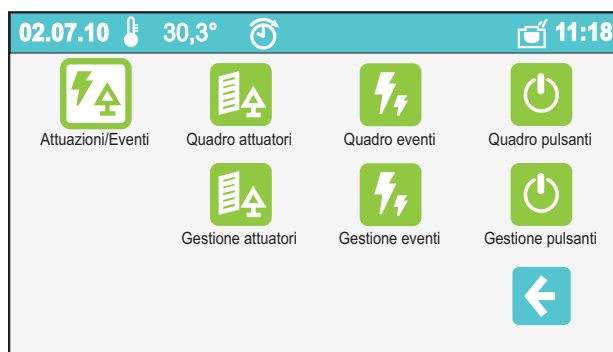 02.07.10 30,3° 11:18
Attuazioni/Eventi Quadro attuatori Quadro eventi Quadro pulsanti
Gestione attuatori Gestione eventi Gestione pulsanti